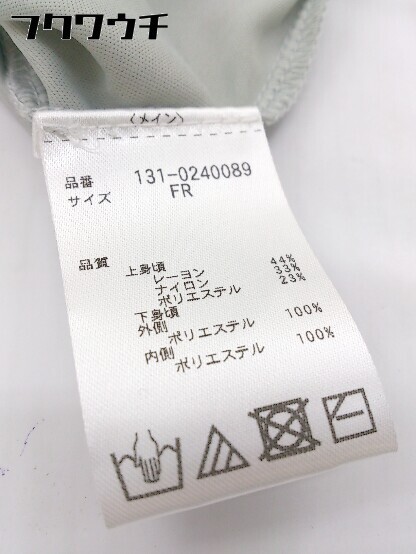 フクワウチ
(メイン)
品番 131-0240089
サイズ FR
品質 上身頃
レーヨン 44%
ナイロン 33%
ポリエステル 23%
下身頃
外側
ポリエステル 100%
内側
ポリエステル 100%